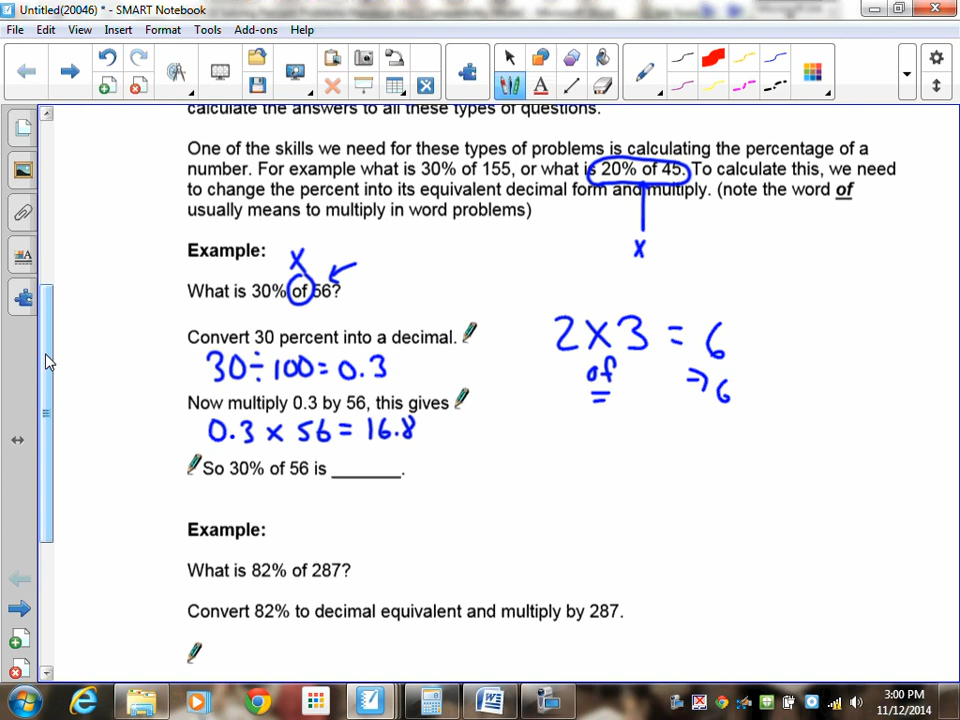 Untitled(20046) * - SMART Notebook
File Edit View Insert Format Tools Add-ons Help
calculate the answers to all these types of questions.
One of the skills we need for these types of problems is calculating the percentage of a
number. For example what is 30% of 155, or what is 20% of 45. To calculate this, we need
to change the percent into its equivalent decimal form and multiply. (note the word of
usually means to multiply in word problems)
x
Example:
x
What is 30% of 56?
Convert 30 percent into a decimal.
30 ÷ 100 = 0.3
2 x 3 = 6
of
=
⇒ 6
Now multiply 0.3 by 56, this gives
0.3 x 56 = 16.8
So 30% of 56 is _______.
Example:
What is 82% of 287?
Convert 82% to decimal equivalent and multiply by 287.
3:00 PM
11/12/2014